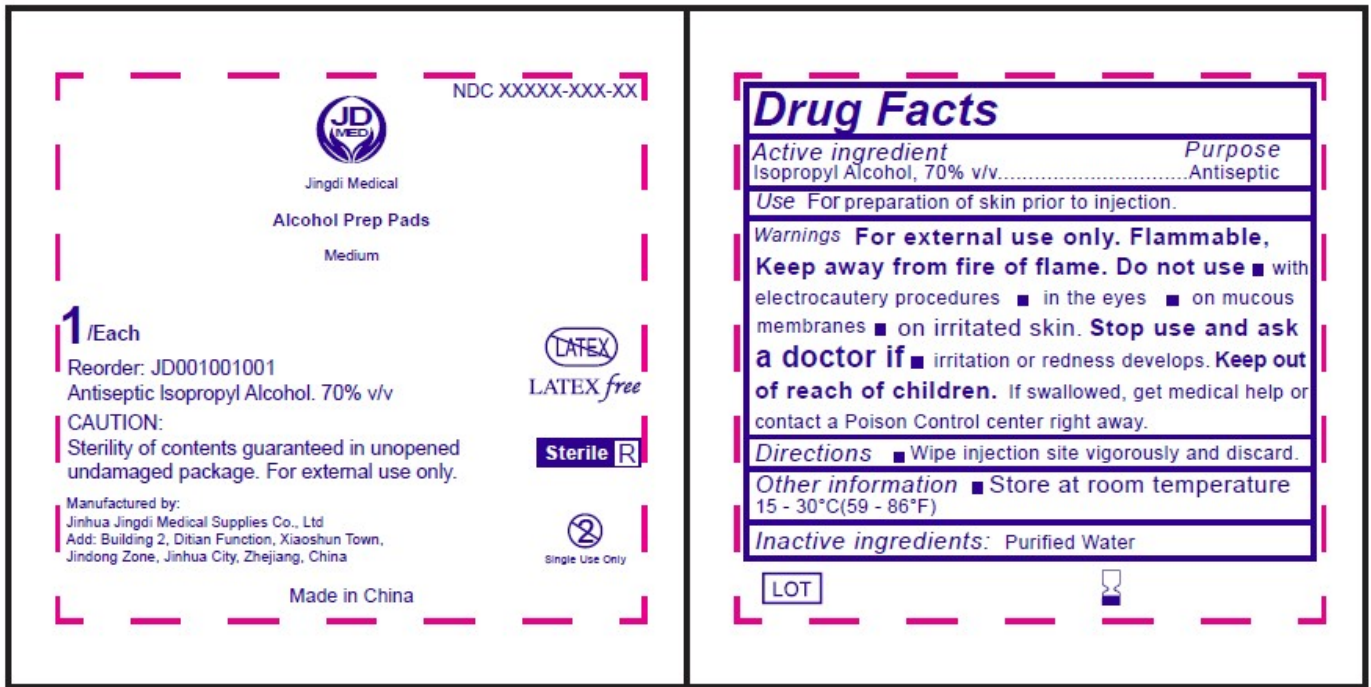 NDC XXXXX-XXX-XX
JD
MED
Jingdi Medical
Alcohol Prep Pads
Medium
1/Each
Reorder: JD001001001
Antiseptic Isopropyl Alcohol. 70% v/v
LATEX
LATEX free
CAUTION:
Sterility of contents guaranteed in unopened
undamaged package. For external use only.
Sterile R
Manufactured by:
Jinhua Jingdi Medical Supplies Co., Ltd
Add: Building 2, Ditian Function, Xiaoshun Town,
Jindong Zone, Jinhua City, Zhejiang, China
2
Single Use Only
Made in China
Drug Facts
Active ingredient Purpose
Isopropyl Alcohol, 70% v/v...............................Antiseptic
Use For preparation of skin prior to injection.
Warnings For external use only. Flammable,
Keep away from fire of flame. Do not use ■ with
electrocautery procedures ■ in the eyes ■ on mucous
membranes ■ on irritated skin. Stop use and ask
a doctor if ■ irritation or redness develops. Keep out
of reach of children. If swallowed, get medical help or
contact a Poison Control center right away.
Directions ■ Wipe injection site vigorously and discard.
Other information ■ Store at room temperature
15 - 30°C(59 - 86°F)
Inactive ingredients: Purified Water
LOT